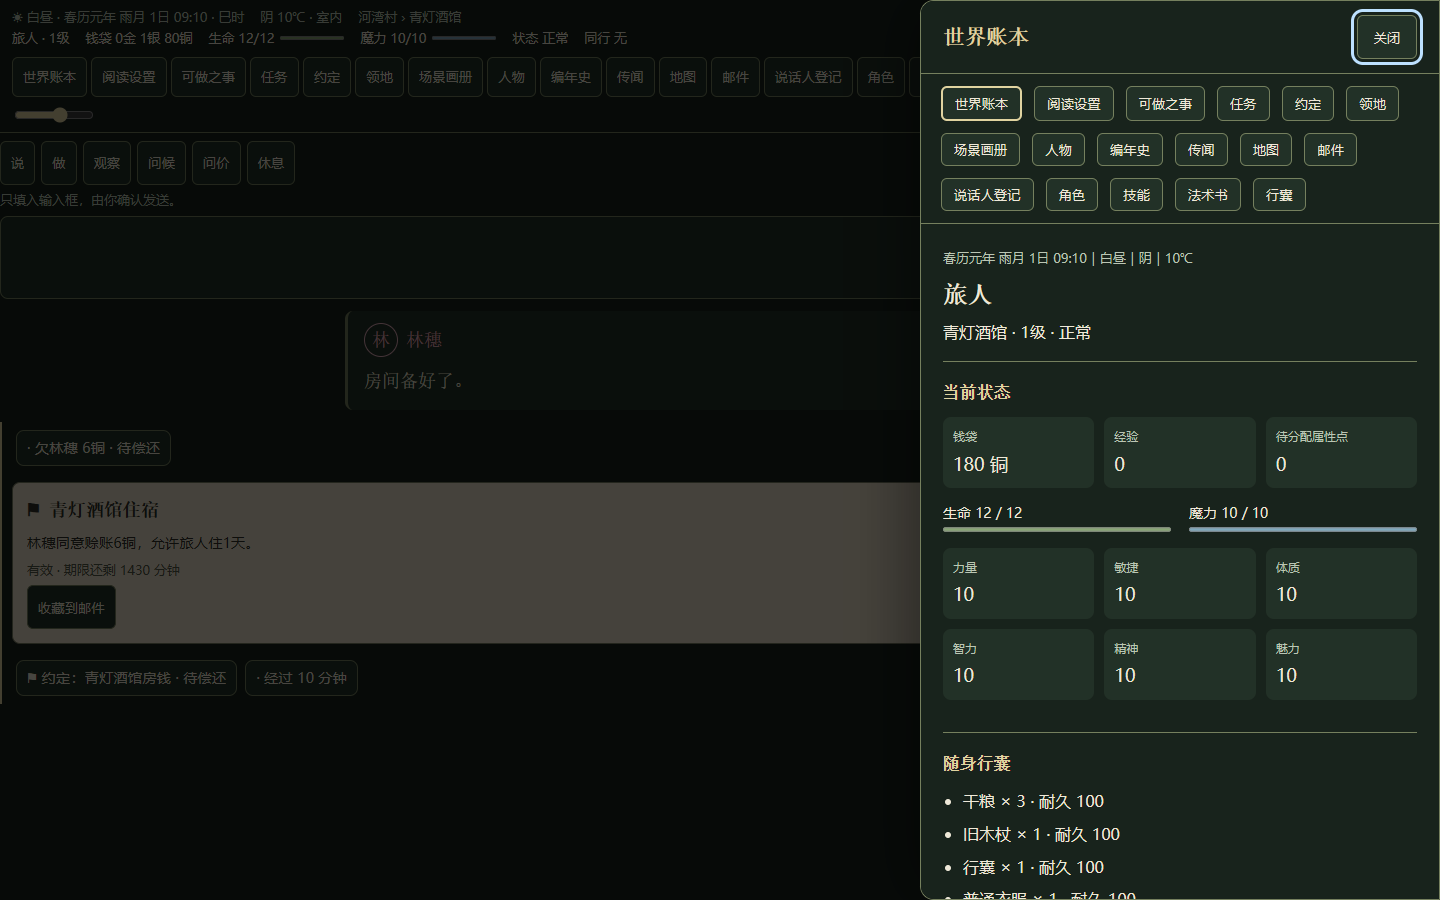 白昼 · 春历元年 雨月 1日 09:10 · 巳时 阴 10℃ · 室内 河湾村 › 青灯酒馆
旅人 · 1级 钱袋 0金 1银 80铜 生命 12/12 魔力 10/10 状态 正常 同行 无
世界账本 阅读设置 可做之事 任务 约定 领地 场景画册 人物 编年史 传闻 地图 邮件 说话人登记 角色
说 做 观察 问候 问价 休息
只填入输入框，由你确认发送。
林 林穗
房间备好了。
· 欠林穗 6铜 · 待偿还
青灯酒馆住宿
林穗同意赊账6铜，允许旅人住1天。
有效 · 期限还剩 1430 分钟
收藏到邮件
约定：青灯酒馆房钱 · 待偿还 · 经过 10 分钟
世界账本 关闭
世界账本 阅读设置 可做之事 任务 约定 领地
场景画册 人物 编年史 传闻 地图 邮件
说话人登记 角色 技能 法术书 行囊
春历元年 雨月 1日 09:10 | 白昼 | 阴 | 10℃
旅人
青灯酒馆 · 1级 · 正常
当前状态
钱袋 经验 待分配属性点
180 铜 0 0
生命 12 / 12 魔力 10 / 10
力量 敏捷 体质
10 10 10
智力 精神 魅力
10 10 10
随身行囊
干粮 × 3 · 耐久 100
旧木杖 × 1 · 耐久 100
行囊 × 1 · 耐久 100
普通衣服 × 1 · 耐久 100